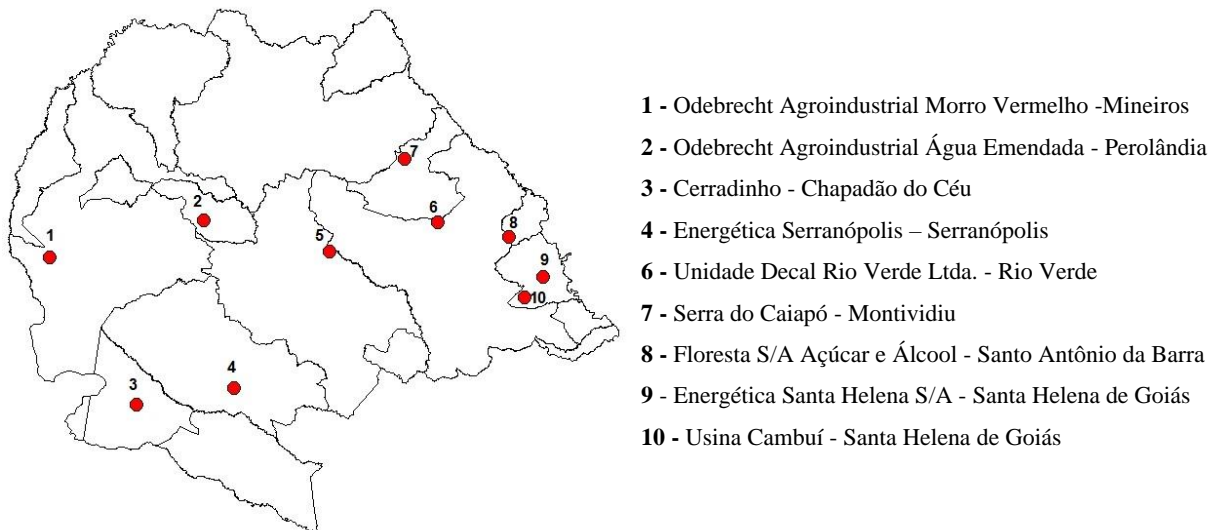 1 - Odebrecht Agroindustrial Morro Vermelho -Mineiros
2 - Odebrecht Agroindustrial Água Emendada - Perolândia
3 - Cerradinho - Chapadão do Céu
4 - Energética Serranópolis – Serranópolis
6 - Unidade Decal Rio Verde Ltda. - Rio Verde
7 - Serra do Caiapó - Montividiu
8 - Floresta S/A Açúcar e Álcool - Santo Antônio da Barra
9 - Energética Santa Helena S/A - Santa Helena de Goiás
10 - Usina Cambuí - Santa Helena de Goiás
7
2
6
8
1
5
9
10
4
3